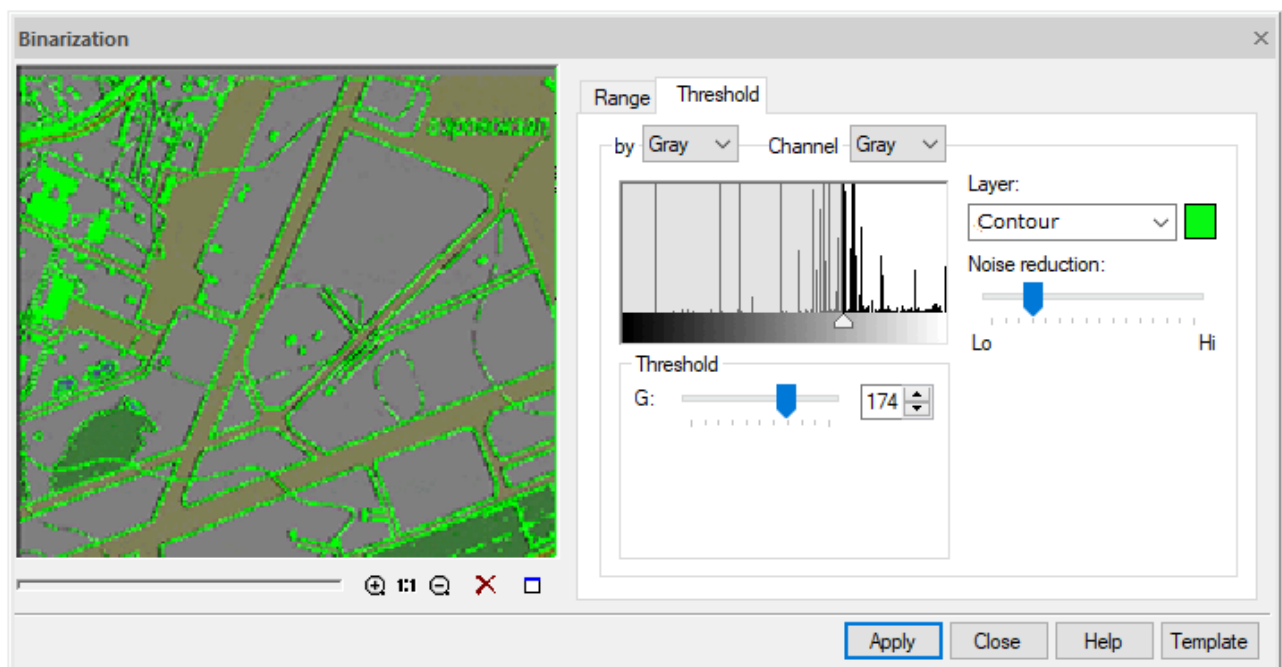 Binarization
Range Threshold
by Gray Channel Gray
Layer:
Contour
Noise reduction:
Lo Hi
Threshold
G: 174
1:1
Apply Close Help Template